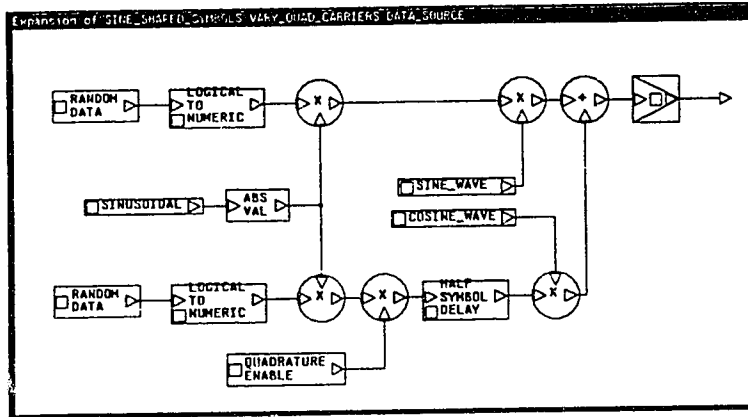 Expansion of SINE_SHAPED_SYMBOLS VARY_QUAD_CARRIERS DATA_SOURCE
RANDOM
DATA
LOGICAL
TO
NUMERIC
X
X
+
SINE_WAVE
SINUSOIDAL
ABS
VAL
COSINE_WAVE
RANDOM
DATA
LOGICAL
TO
NUMERIC
X
X
HALF
SYMBOL
DELAY
X
QUADRATURE
ENABLE